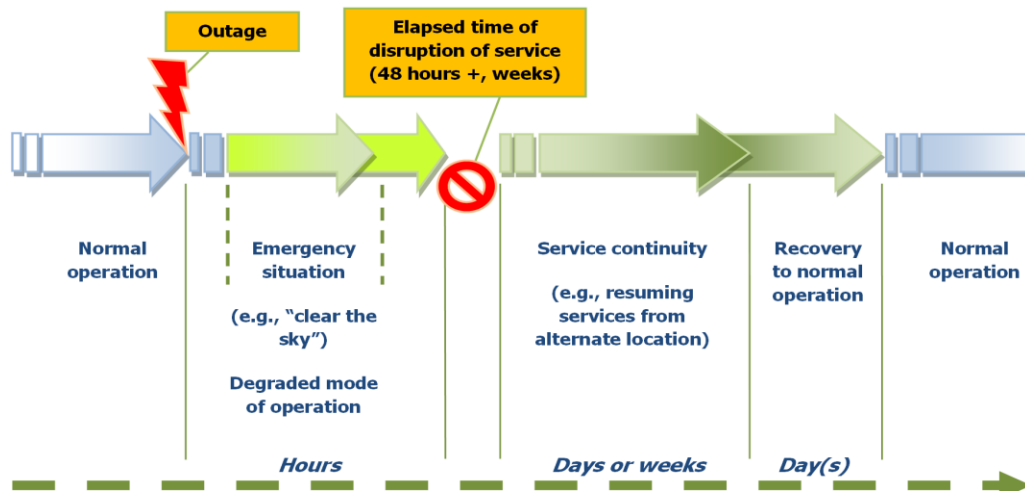 Outage
Elapsed time of
disruption of service
(48 hours +, weeks)
Normal
operation
Emergency
situation
(e.g., “clear the
sky”)
Degraded mode
of operation
Service continuity
(e.g., resuming
services from
alternate location)
Recovery
to normal
operation
Normal
operation
Hours
Days or weeks
Day(s)